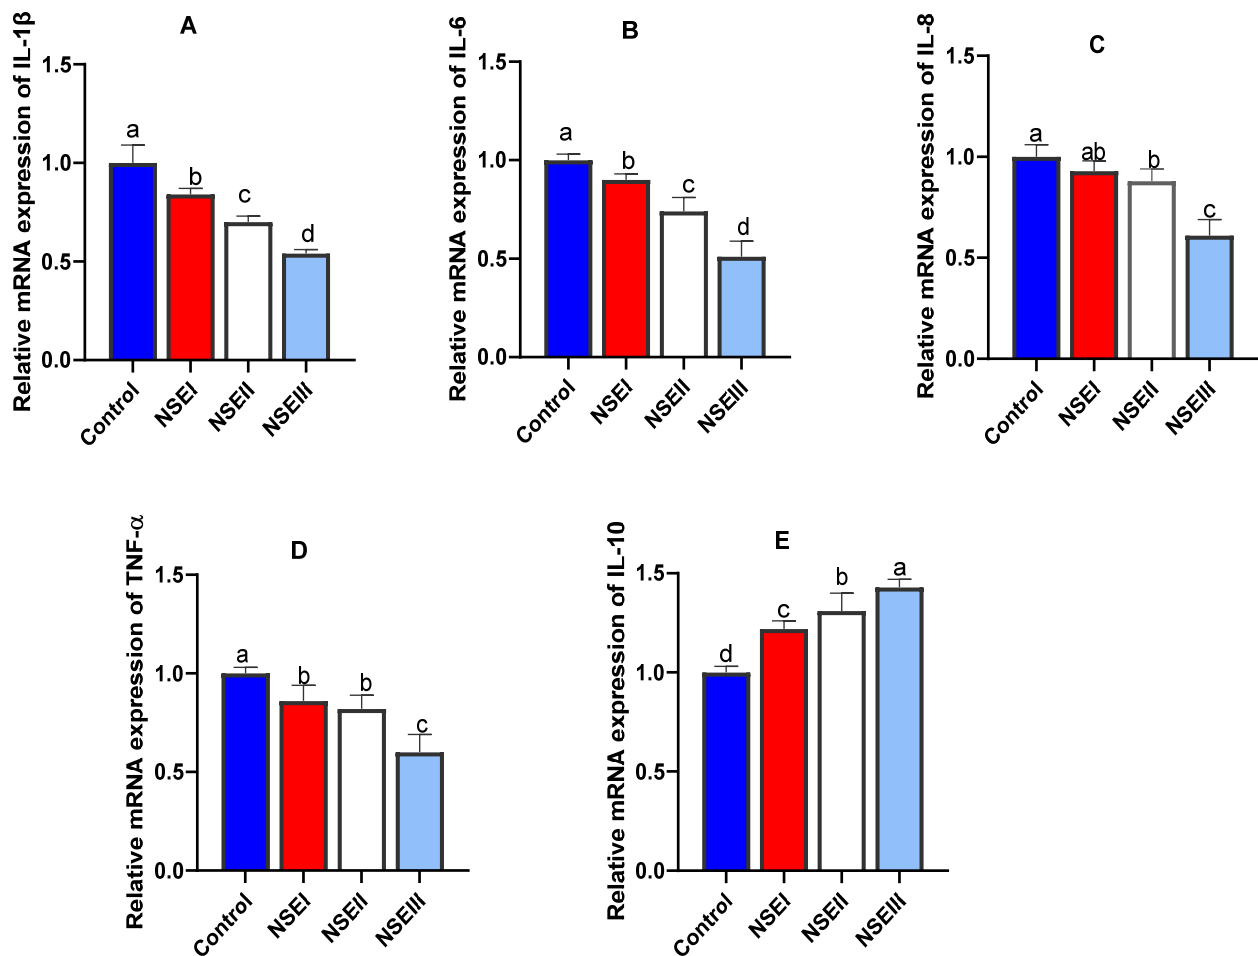 A
Relative mRNA expression of IL-1β
1.5
1.0
0.5
0.0
a
b
c
d
Control
NSEI
NSEII
NSEIII
B
Relative mRNA expression of IL-6
1.5
1.0
0.5
0.0
a
b
c
d
Control
NSEI
NSEII
NSEIII
C
Relative mRNA expression of IL-8
1.5
1.0
0.5
0.0
a
ab
b
c
Control
NSEI
NSEII
NSEIII
D
Relative mRNA expression of TNF-α
1.5
1.0
0.5
0.0
a
b
b
c
Control
NSEI
NSEII
NSEIII
E
Relative mRNA expression of IL-10
1.5
1.0
0.5
0.0
d
c
b
a
Control
NSEI
NSEII
NSEIII